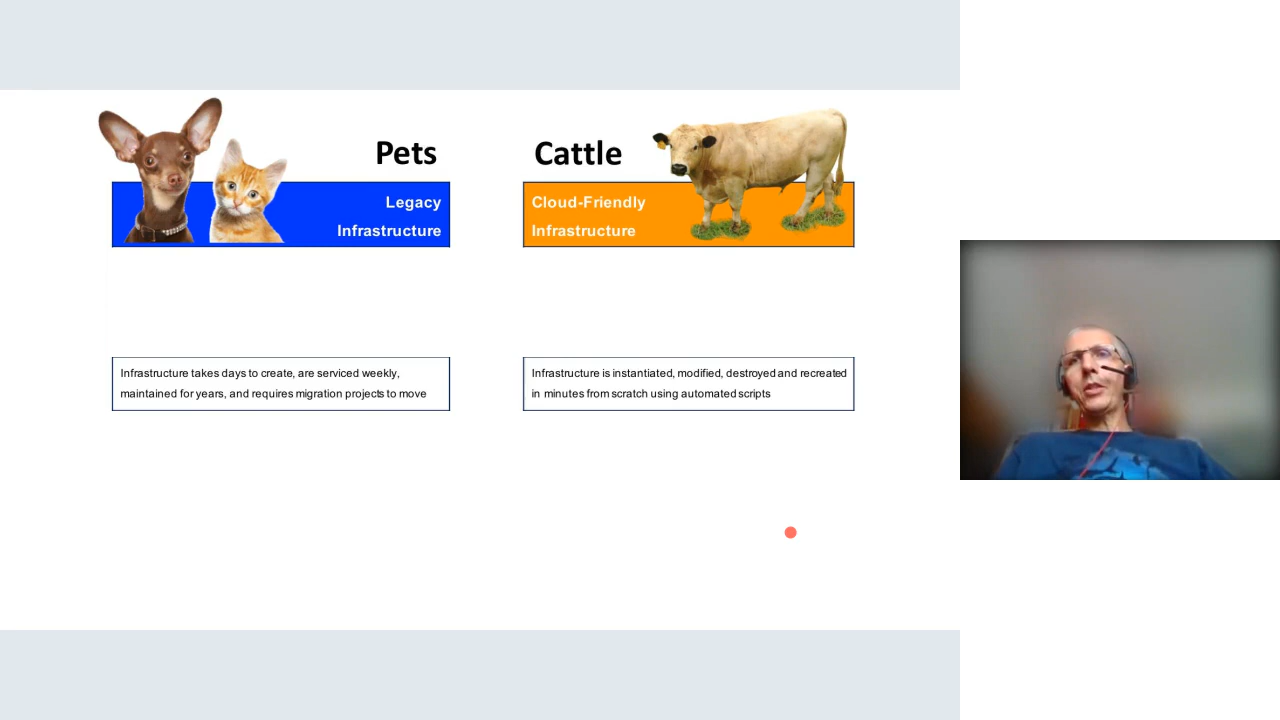 Pets
Legacy
Infrastructure
Infrastructure takes days to create, are serviced weekly,
maintained for years, and requires migration projects to move
Cattle
Cloud-Friendly
Infrastructure
Infrastructure is instantiated, modified, destroyed and recreated
in minutes from scratch using automated scripts